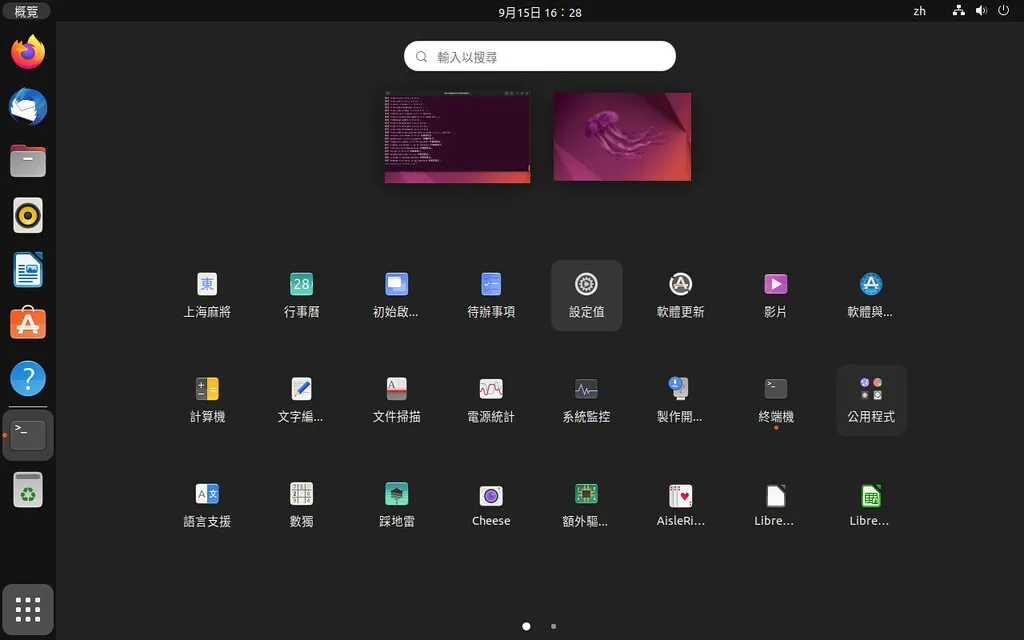 概覽
9月15日 16：28
zh
輸入以搜尋
東
28
上海麻將
行事曆
初始啟...
待辦事項
設定值
軟體更新
影片
軟體與...
計算機
文字編...
文件掃描
電源統計
系統監控
製作開...
終端機
公用程式
語言支援
數獨
踩地雷
Cheese
額外驅...
AisleRi...
Libre...
Libre...